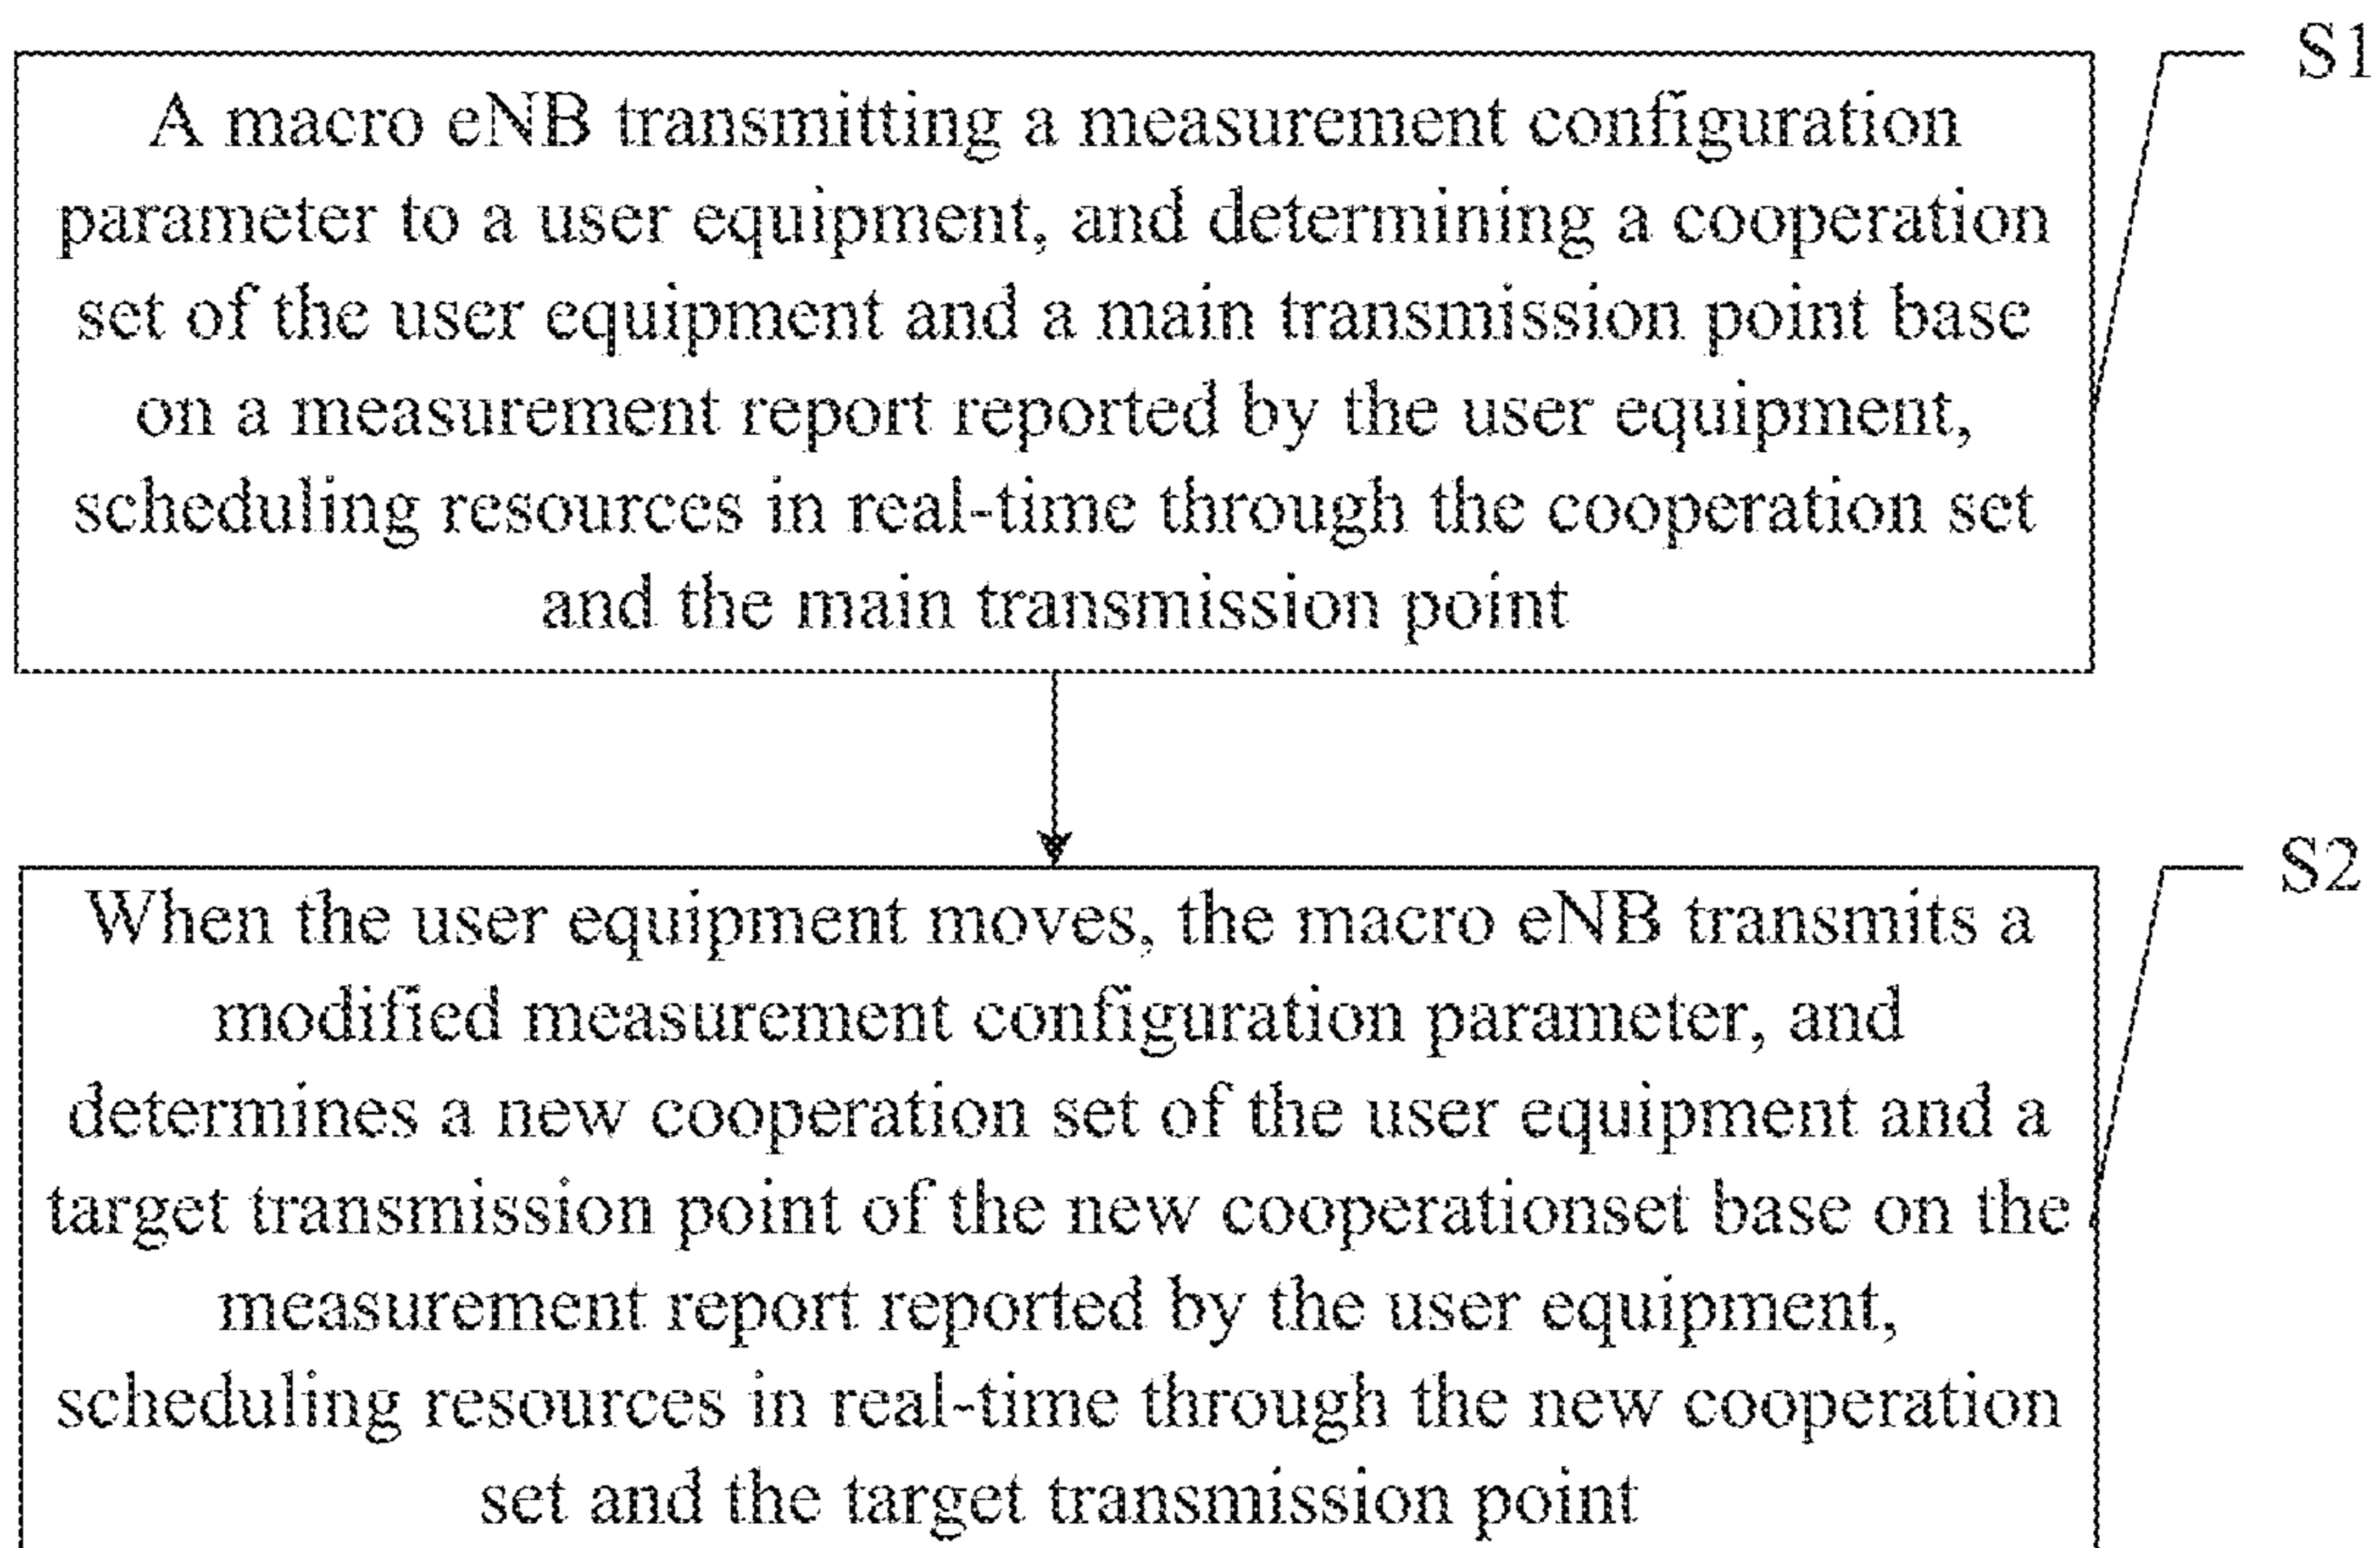 S1
A macro eNB transmitting a measurement configuration
parameter to a user equipment, and determining a cooperation
set of the user equipment and a main transmission point base
on a measurement report reported by the user equipment,
scheduling resources in real-time through the cooperation set
and the main transmission point
S2
When the user equipment moves, the macro eNB transmits a
modified measurement configuration parameter, and
determines a new cooperation set of the user equipment and a
target transmission point of the new cooperationset base on the
measurement report reported by the user equipment,
scheduling resources in real-time through the new cooperation
set and the target transmission point